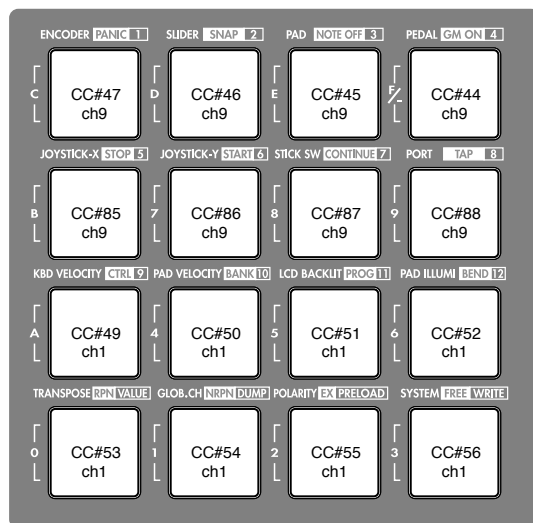 ENCODER PANIC 1 SLIDER SNAP 2 PAD NOTE OFF 3 PEDAL GM ON 4
C CC#47 D CC#46 E CC#45 F/- CC#44
ch9 ch9 ch9 ch9
JOYSTICK-X STOP 5 JOYSTICK-Y START 6 STICK SW CONTINUE 7 PORT TAP 8
B CC#85 7 CC#86 8 CC#87 9 CC#88
ch9 ch9 ch9 ch9
KBD VELOCITY CTRL 9 PAD VELOCITY BANK 10 LCD BACKLIT PROG 11 PAD ILLUMI BEND 12
A CC#49 4 CC#50 5 CC#51 6 CC#52
ch1 ch1 ch1 ch1
TRANSPOSE RPN VALUE GLOB.CH NRPN DUMP POLARITY EX PRELOAD SYSTEM FREE WRITE
0 CC#53 1 CC#54 2 CC#55 3 CC#56
ch1 ch1 ch1 ch1